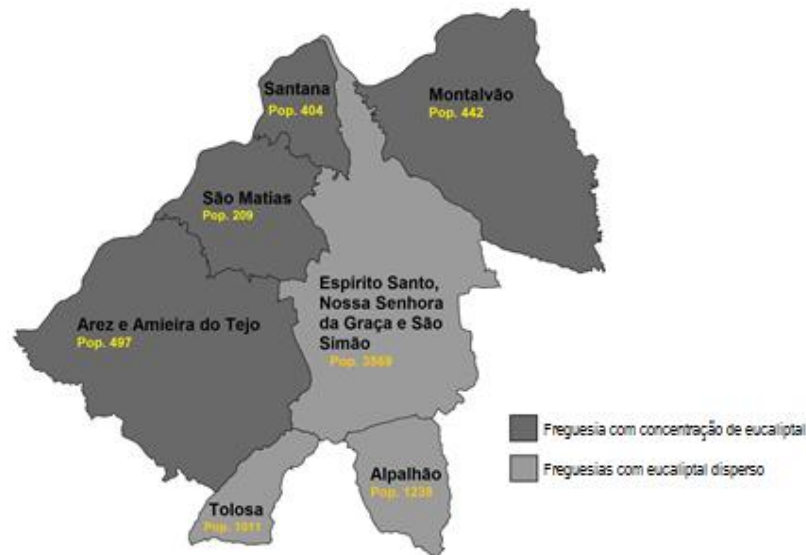 Santana
Pop. 404
Montalvão
Pop. 442
São Matias
Pop. 209
Espirito Santo,
Nossa Senhora
da Graça e São
Simão
Pop. 3569
Arez e Amieira do Tejo
Pop. 497
Alpalhão
Pop. 1238
Tolosa
Pop. 1011
Freguesia com concentração de eucaliptal
Freguesias com eucaliptal disperso